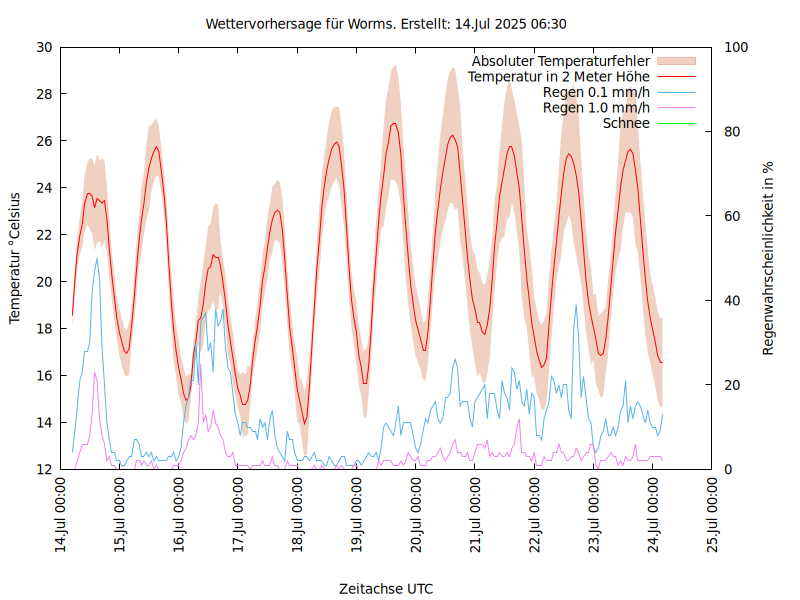 Wettervorhersage für Worms. Erstellt: 14.Jul 2025 06:30
30
28
26
24
22
20
18
16
14
12
100
80
60
40
20
0
Temperatur °Celsius
Regenwahrscheinlichkeit in %
Absoluter Temperaturfehler
Temperatur in 2 Meter Höhe
Regen 0.1 mm/h
Regen 1.0 mm/h
Schnee
14.Jul 00:00
15.Jul 00:00
16.Jul 00:00
17.Jul 00:00
18.Jul 00:00
19.Jul 00:00
20.Jul 00:00
21.Jul 00:00
22.Jul 00:00
23.Jul 00:00
24.Jul 00:00
25.Jul 00:00
Zeitachse UTC